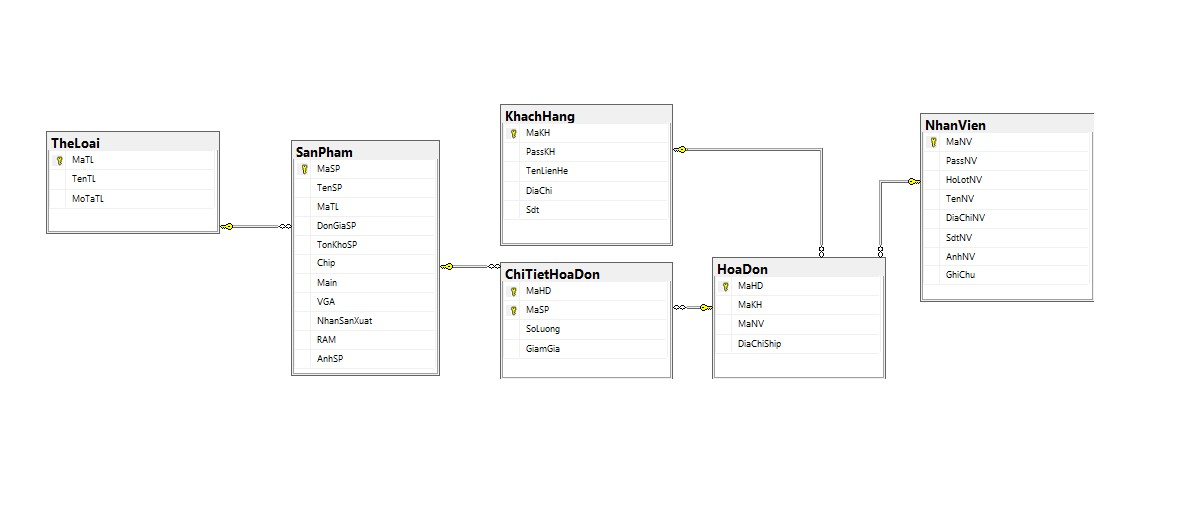 TheLoai
MaTL
TenTL
MoTaTL
SanPham
MaSP
TenSP
MaTL
DonGiaSP
TonKhoSP
Chip
Main
VGA
NhanSanXuat
RAM
AnhSP
KhachHang
MaKH
PassKH
TenLienHe
DiaChi
Sdt
ChiTietHoaDon
MaHD
MaSP
SoLuong
GiamGia
HoaDon
MaHD
MaKH
MaNV
DiaChiShip
NhanVien
MaNV
PassNV
HoLotNV
TenNV
DiaChiNV
SdtNV
AnhNV
GhiChu